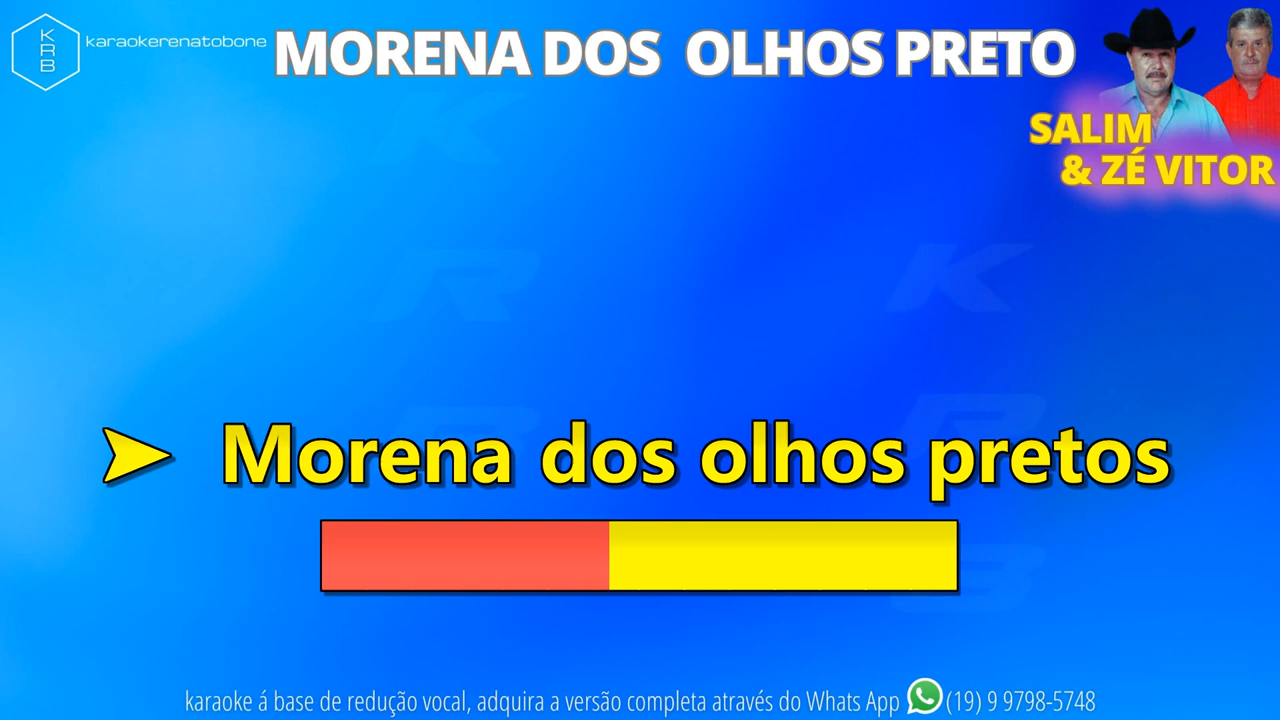 K
R
B
karaokerenatobone
MORENA DOS OLHOS PRETO
SALIM
& ZÉ VITOR
K
R
K
R
B
R
B
➤ Morena dos olhos pretos
karaoke á base de redução vocal, adquira a versão completa através do Whats App (19) 9 9798-5748